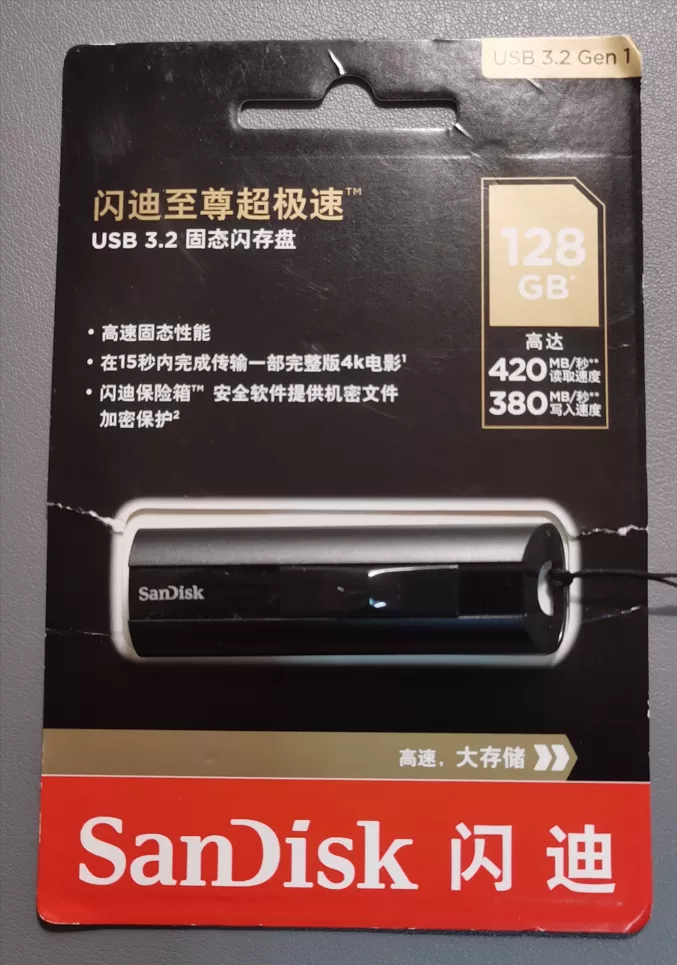 USB 3.2 Gen 1
闪迪至尊超极速™
USB 3.2 固态闪存盘
128
GB*
高达
420 MB/秒**
读取速度
380 MB/秒**
写入速度
• 高速固态性能
• 在15秒内完成传输一部完整版4k电影¹
• 闪迪保险箱™ 安全软件提供机密文件
加密保护²
SanDisk
高速，大存储
SanDisk 闪迪